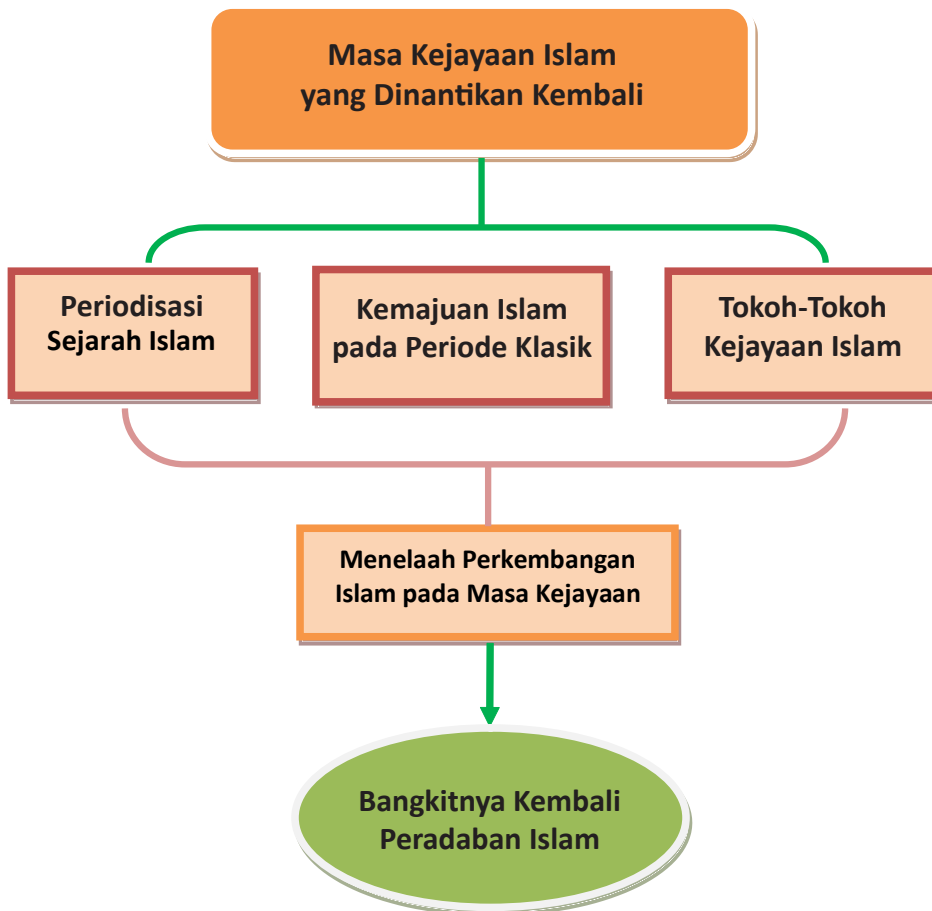 Masa Kejayaan Islam
yang Dinantikan Kembali
Periodisasi
Sejarah Islam
Kemajuan Islam
pada Periode Klasik
Tokoh-Tokoh
Kejayaan Islam
Menelaah Perkembangan
Islam pada Masa Kejayaan
Bangkitnya Kembali
Peradaban Islam